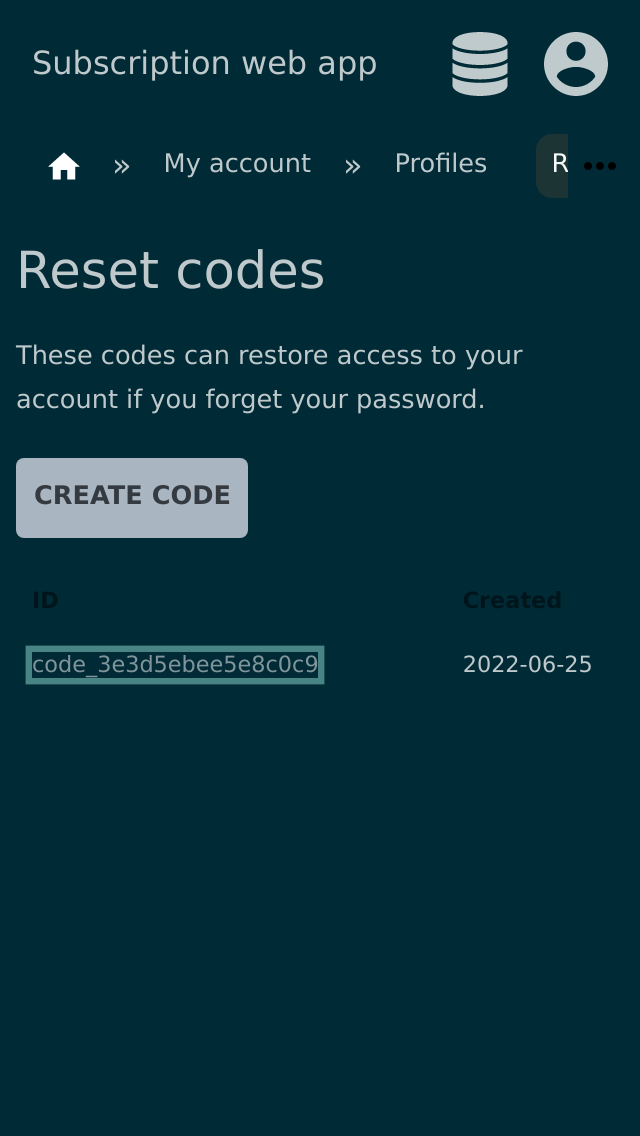 Subscription web app
» My account » Profiles R •••
Reset codes
These codes can restore access to your
account if you forget your password.
CREATE CODE
ID Created
code_3e3d5ebee5e8c0c9 2022-06-25